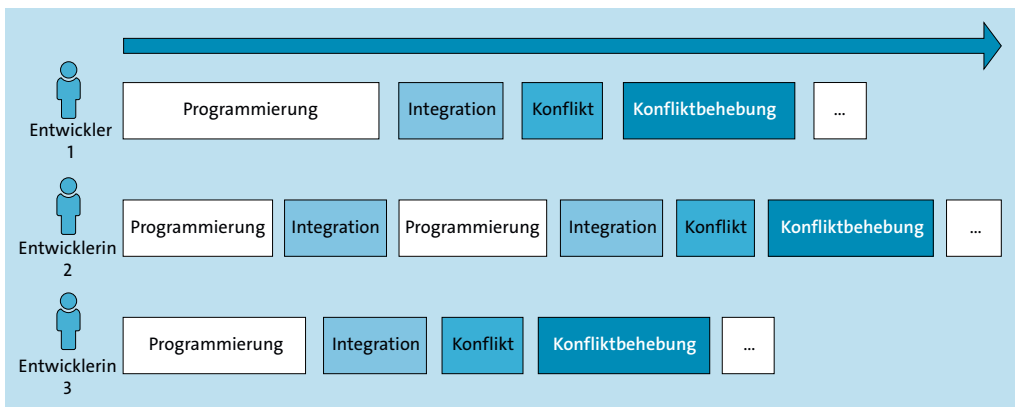 Programmierung Integration Konflikt Konfliktbehebung ...
Entwickler
1
Programmierung Integration Programmierung Integration Konflikt Konfliktbehebung ...
Entwicklerin
2
Programmierung Integration Konflikt Konfliktbehebung ...
Entwicklerin
3